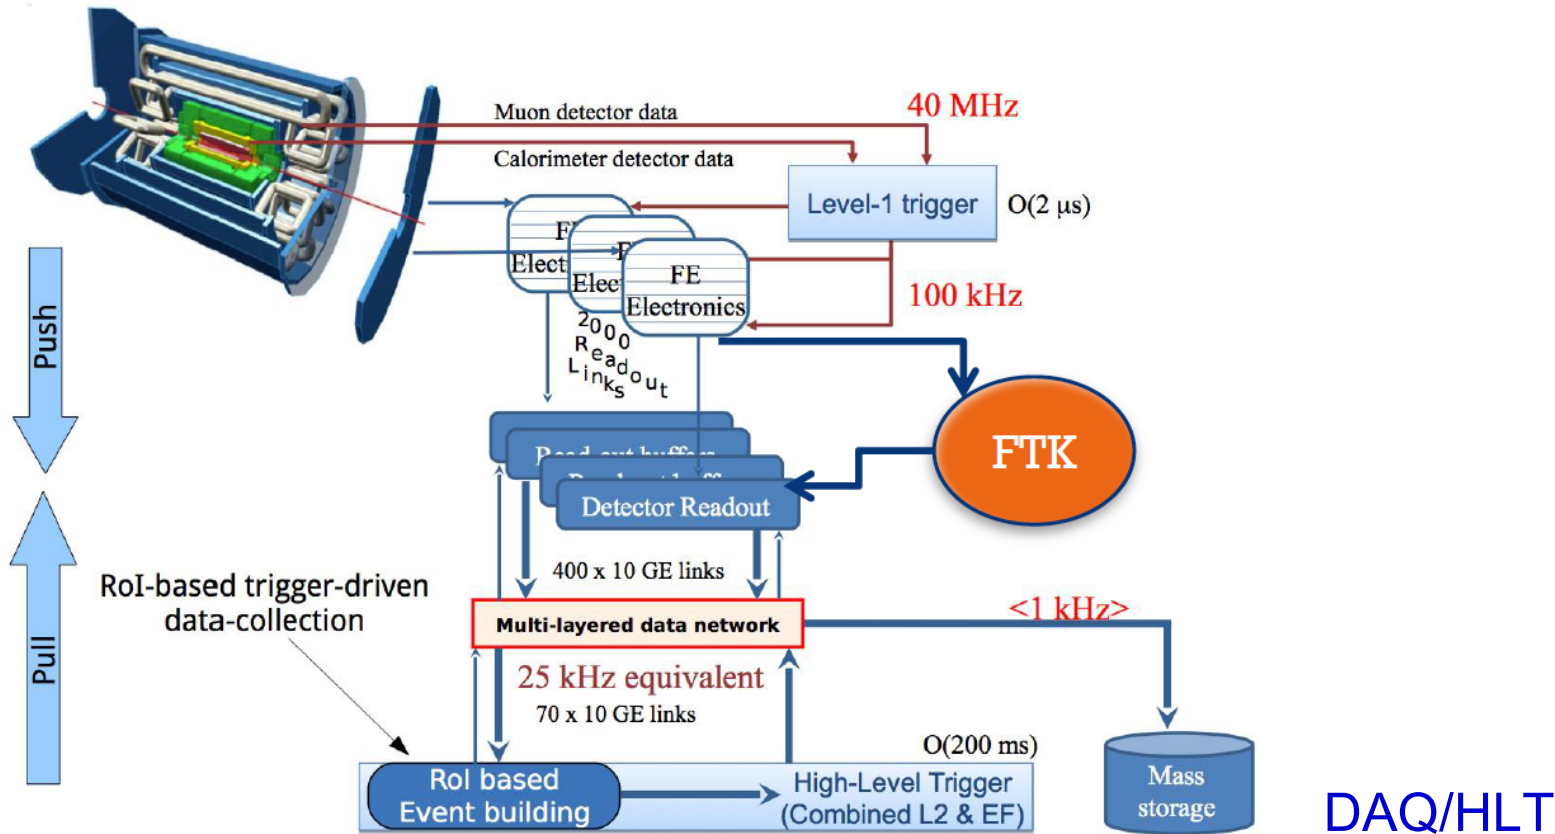 Muon detector data
40 MHz
Calorimeter detector data
Level-1 trigger
O(2 μs)
FE
Electronics
100 kHz
2000
Readout
Links
Push
FTK
Read-out buffers
Detector Readout
400 x 10 GE links
RoI-based trigger-driven
data-collection
Multi-layered data network
<1 kHz>
Pull
25 kHz equivalent
70 x 10 GE links
O(200 ms)
RoI based
Event building
High-Level Trigger
(Combined L2 & EF)
Mass
storage
DAQ/HLT